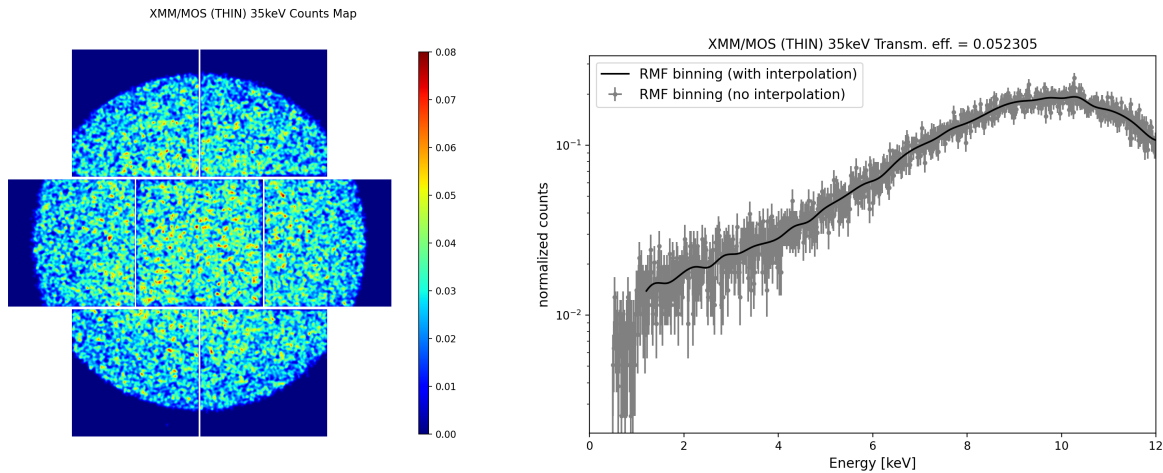 XMM/MOS (THIN) 35keV Counts Map
0.08
0.07
0.06
0.05
0.04
0.03
0.02
0.01
0.00
XMM/MOS (THIN) 35keV Transm. eff. = 0.052305
RMF binning (with interpolation)
RMF binning (no interpolation)
normalized counts
10⁻¹
10⁻²
0 2 4 6 8 10 12
Energy [keV]